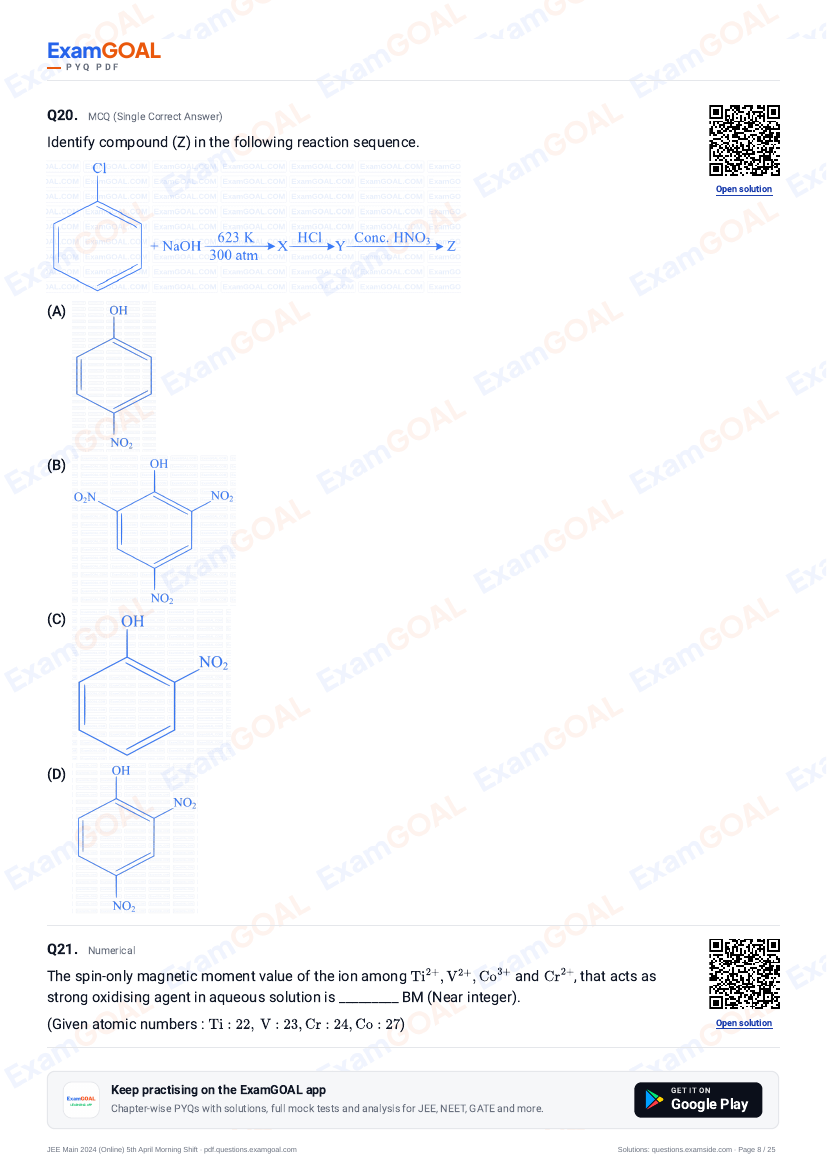 ExamGOAL
PYQ PDF
Q20. MCQ (Single Correct Answer)
Identify compound (Z) in the following reaction sequence.
Open solution
Cl
+ NaOH 623 K 300 atm X HCl Y Conc. HNO₃ Z
(A)
OH
NO₂
(B)
OH
O₂N NO₂
NO₂
(C)
OH
NO₂
(D)
OH
NO₂
NO₂
Q21. Numerical
The spin-only magnetic moment value of the ion among Ti²⁺, V²⁺, Co³⁺ and Cr²⁺, that acts as
strong oxidising agent in aqueous solution is _________ BM (Near integer).
(Given atomic numbers : Ti : 22, V : 23, Cr : 24, Co : 27)
Open solution
Keep practising on the ExamGOAL app
Chapter-wise PYQs with solutions, full mock tests and analysis for JEE, NEET, GATE and more.
GET IT ON
Google Play
JEE Main 2024 (Online) 5th April Morning Shift · pdf.questions.examgoal.com
Solutions: questions.examside.com · Page 8 / 25